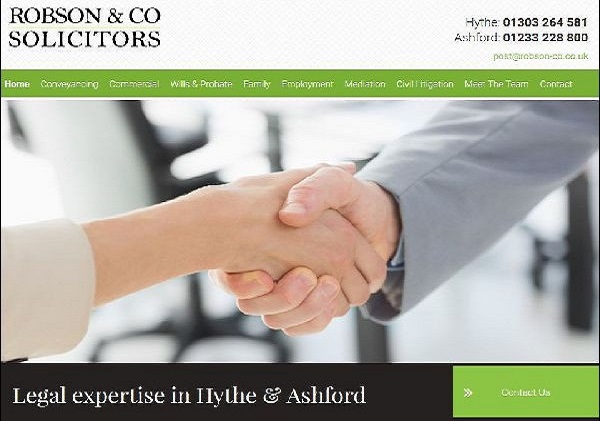 ROBSON & CO
SOLICITORS
Hythe: 01303 264 581
Ashford: 01233 228 800
post@robson-co.co.uk
Home Conveyancing Commercial Wills & Probate Family Employment Mediation Civil Litigation Meet The Team Contact
Legal expertise in Hythe & Ashford
» Contact Us